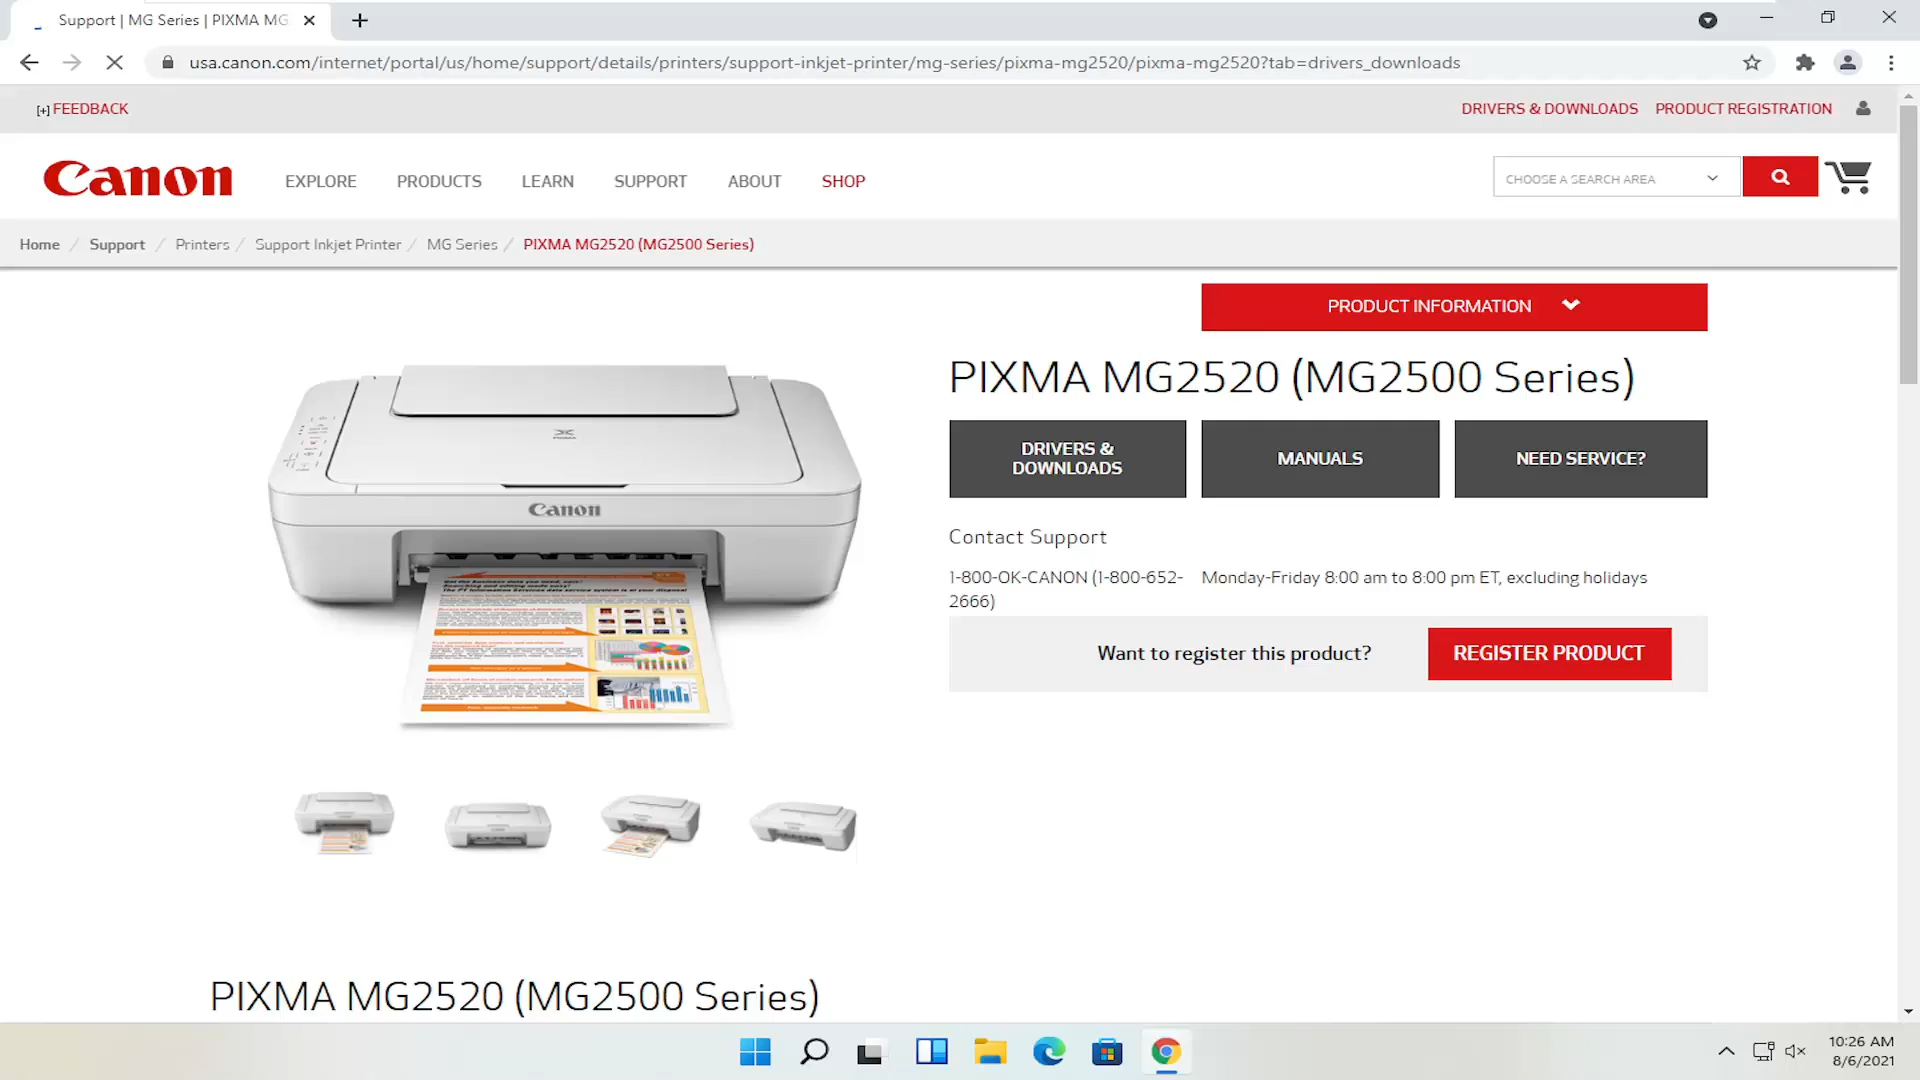 Support | MG Series | PIXMA MG
usa.canon.com/internet/portal/us/home/support/details/printers/support-inkjet-printer/mg-series/pixma-mg2520/pixma-mg2520?tab=drivers_downloads
[+] FEEDBACK
DRIVERS & DOWNLOADS PRODUCT REGISTRATION
Canon EXPLORE PRODUCTS LEARN SUPPORT ABOUT SHOP CHOOSE A SEARCH AREA
Home / Support / Printers / Support Inkjet Printer / MG Series / PIXMA MG2520 (MG2500 Series)
PRODUCT INFORMATION
PIXMA MG2520 (MG2500 Series)
DRIVERS &
DOWNLOADS
MANUALS
NEED SERVICE?
Canon
Contact Support
1-800-OK-CANON (1-800-652-
2666)
Monday-Friday 8:00 am to 8:00 pm ET, excluding holidays
Want to register this product?
REGISTER PRODUCT
PIXMA MG2520 (MG2500 Series)
10:26 AM
8/6/2021